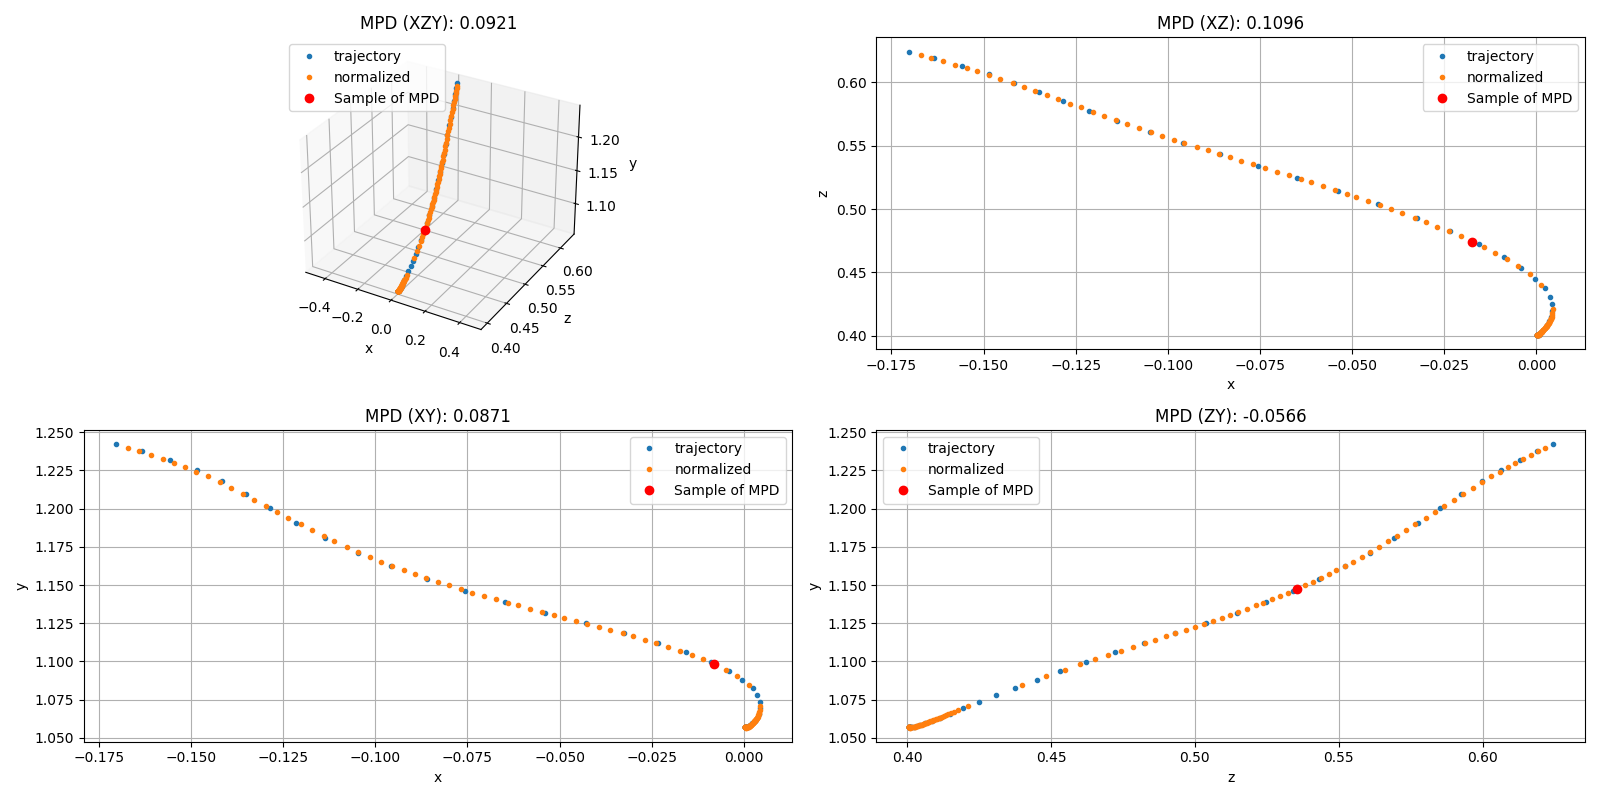 MPD (XZY): 0.0921
trajectory
normalized
Sample of MPD
1.20
1.15
1.10
y
0.60
0.55
0.50
0.45
0.40
z
−0.4
−0.2
0.0
0.2
0.4
x
MPD (XZ): 0.1096
trajectory
normalized
Sample of MPD
0.60
0.55
0.50
0.45
0.40
z
−0.175 −0.150 −0.125 −0.100 −0.075 −0.050 −0.025 0.000
x
MPD (XY): 0.0871
trajectory
normalized
Sample of MPD
1.250
1.225
1.200
1.175
1.150
1.125
1.100
1.075
1.050
y
−0.175 −0.150 −0.125 −0.100 −0.075 −0.050 −0.025 0.000
x
MPD (ZY): -0.0566
trajectory
normalized
Sample of MPD
1.250
1.225
1.200
1.175
1.150
1.125
1.100
1.075
1.050
y
0.40 0.45 0.50 0.55 0.60
z